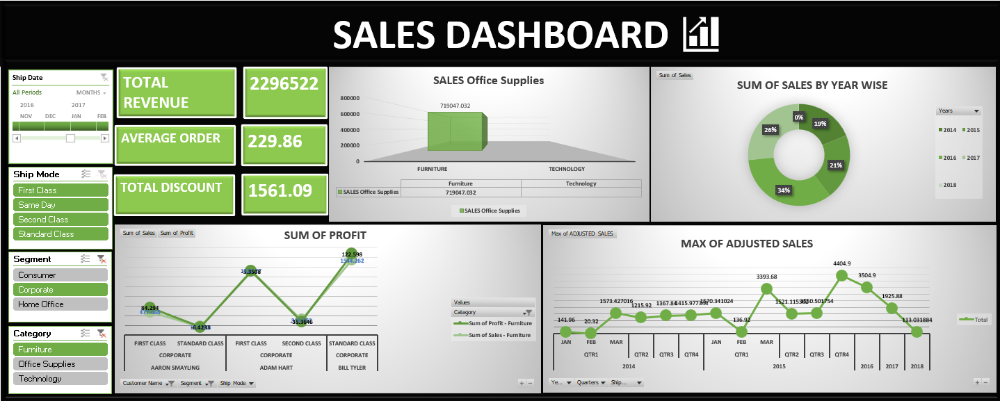 SALES DASHBOARD
Ship Date
All Periods
MONTHS
2016 2017
NOV DEC JAN FEB
Ship Mode
First Class
Same Day
Second Class
Standard Class
Segment
Consumer
Corporate
Home Office
Category
Furniture
Office Supplies
Technology
TOTAL
REVENUE
2296522
AVERAGE ORDER
229.86
TOTAL DISCOUNT
1561.09
SALES Office Supplies
800000
600000
400000
200000
0
719047.032
FURNITURE TECHNOLOGY
Furniture Technology
SALES Office Supplies 719047.032
SALES Office Supplies
Sum of Sales
SUM OF SALES BY YEAR WISE
0%
19%
21%
34%
26%
Years
2014 2015
2016 2017
2018
Sum of Sales Sum of Profit
SUM OF PROFIT
84.294
-6.4233
-5.3508
-35.3646
122.598
1544.262
FIRST CLASS STANDARD CLASS FIRST CLASS SECOND CLASS STANDARD CLASS
CORPORATE CORPORATE CORPORATE
AARON SMAYLING ADAM HART BILL TYLER
Values
Category
Sum of Profit - Furniture
Sum of Sales - Furniture
Customer Name Segment Ship Mode
Max of ADJUSTED SALES
MAX OF ADJUSTED SALES
141.96
20.32
1573.427016
1215.92
1367.84
1415.977344
1570.341024
136.92
3393.68
4404.9
3504.9
1925.88
113.031884
Total
JAN FEB MAR JAN FEB MAR
QTR1 QTR2 QTR3 QTR4 QTR1 QTR2 QTR3 QTR4
2014 2015 2016 2017 2018
Ye... Quarters Ship...